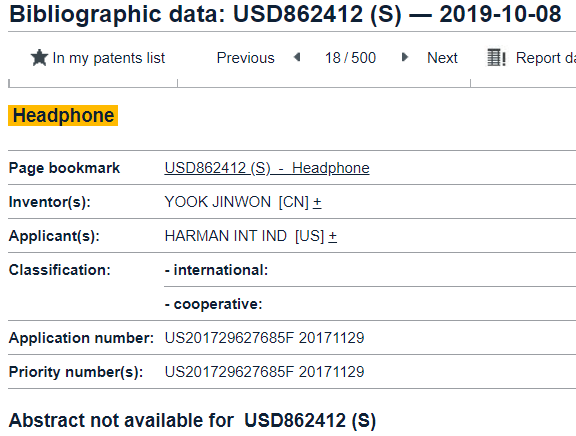 Bibliographic data: USD862412 (S) — 2019-10-08
In my patents list Previous 18 / 500 Next Report da
Headphone
Page bookmark USD862412 (S) - Headphone
Inventor(s): YOOK JINWON [CN] +
Applicant(s): HARMAN INT IND [US] +
Classification: - international:
- cooperative:
Application number: US201729627685F 20171129
Priority number(s): US201729627685F 20171129
Abstract not available for USD862412 (S)